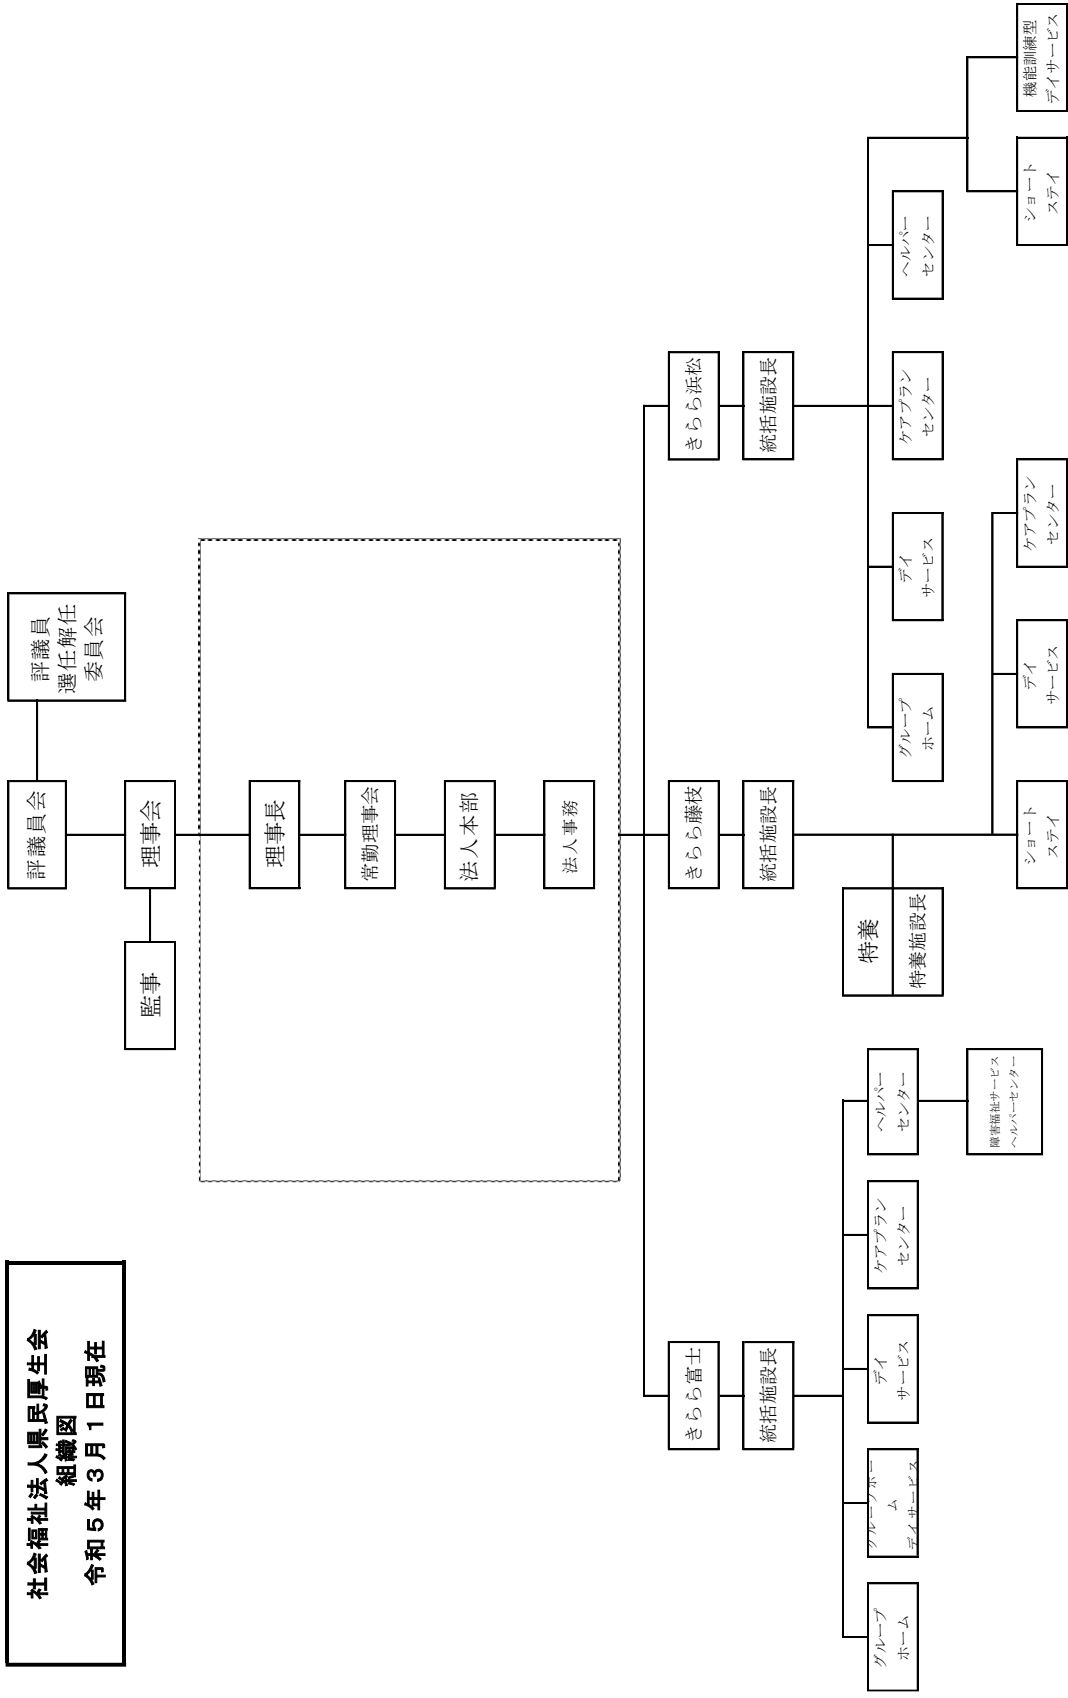 社会福祉法人県民厚生会
組織図
令和５年３月１日現在
評議員会
評議員
選任解任
委員会
監事
理事会
理事長
常勤理事会
法人本部
法人事務
きらら富士
きらら藤枝
きらら浜松
統括施設長
統括施設長
統括施設長
グループ
ホーム
グループホー
ム
デイサービス
デイ
サービス
ケアプラン
センター
ヘルパー
センター
障害福祉サービス
ヘルパーセンター
特養
特養施設長
ショート
ステイ
デイ
サービス
ケアプラン
センター
グループ
ホーム
デイ
サービス
ケアプラン
センター
ヘルパー
センター
ショート
ステイ
機能訓練型
デイサービス